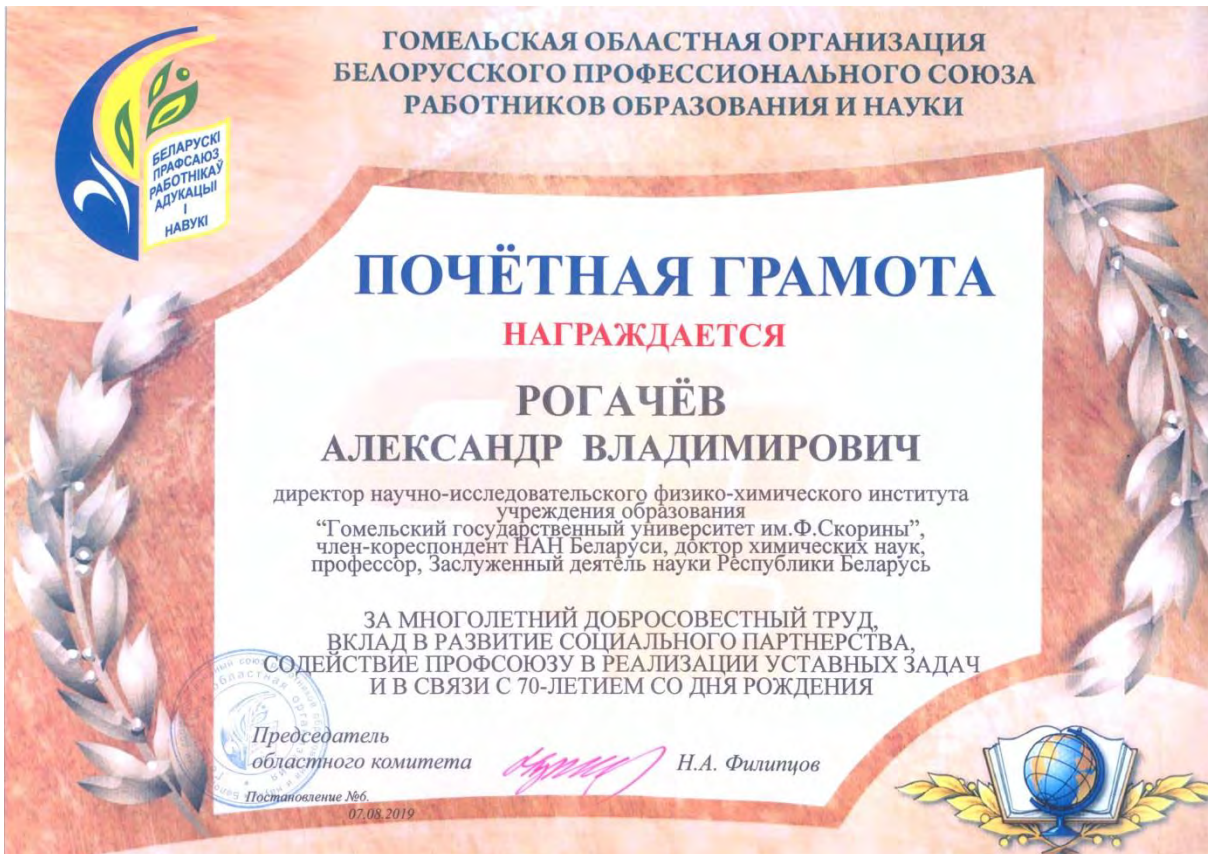 ГОМЕЛЬСКАЯ ОБЛАСТНАЯ ОРГАНИЗАЦИЯ
БЕЛОРУССКОГО ПРОФЕССИОНАЛЬНОГО СОЮЗА
РАБОТНИКОВ ОБРАЗОВАНИЯ И НАУКИ
БЕЛАРУСКІ
ПРАФСАЮЗ
РАБОТНІКАЎ
АДУКАЦЫІ
І
НАВУКІ
ПОЧЁТНАЯ ГРАМОТА
НАГРАЖДАЕТСЯ
РОГАЧЁВ
АЛЕКСАНДР ВЛАДИМИРОВИЧ
директор научно-исследовательского физико-химического института
учреждения образования
“Гомельский государственный университет им.Ф.Скорины”,
член-кореспондент НАН Беларуси, доктор химических наук,
профессор, Заслуженный деятель науки Республики Беларусь
ЗА МНОГОЛЕТНИЙ ДОБРОСОВЕСТНЫЙ ТРУД,
ВКЛАД В РАЗВИТИЕ СОЦИАЛЬНОГО ПАРТНЕРСТВА,
СОДЕЙСТВИЕ ПРОФСОЮЗУ В РЕАЛИЗАЦИИ УСТАВНЫХ ЗАДАЧ
И В СВЯЗИ С 70-ЛЕТИЕМ СО ДНЯ РОЖДЕНИЯ
Председатель
областного комитета Н.А. Филипцов
Постановление №6.
07.08.2019